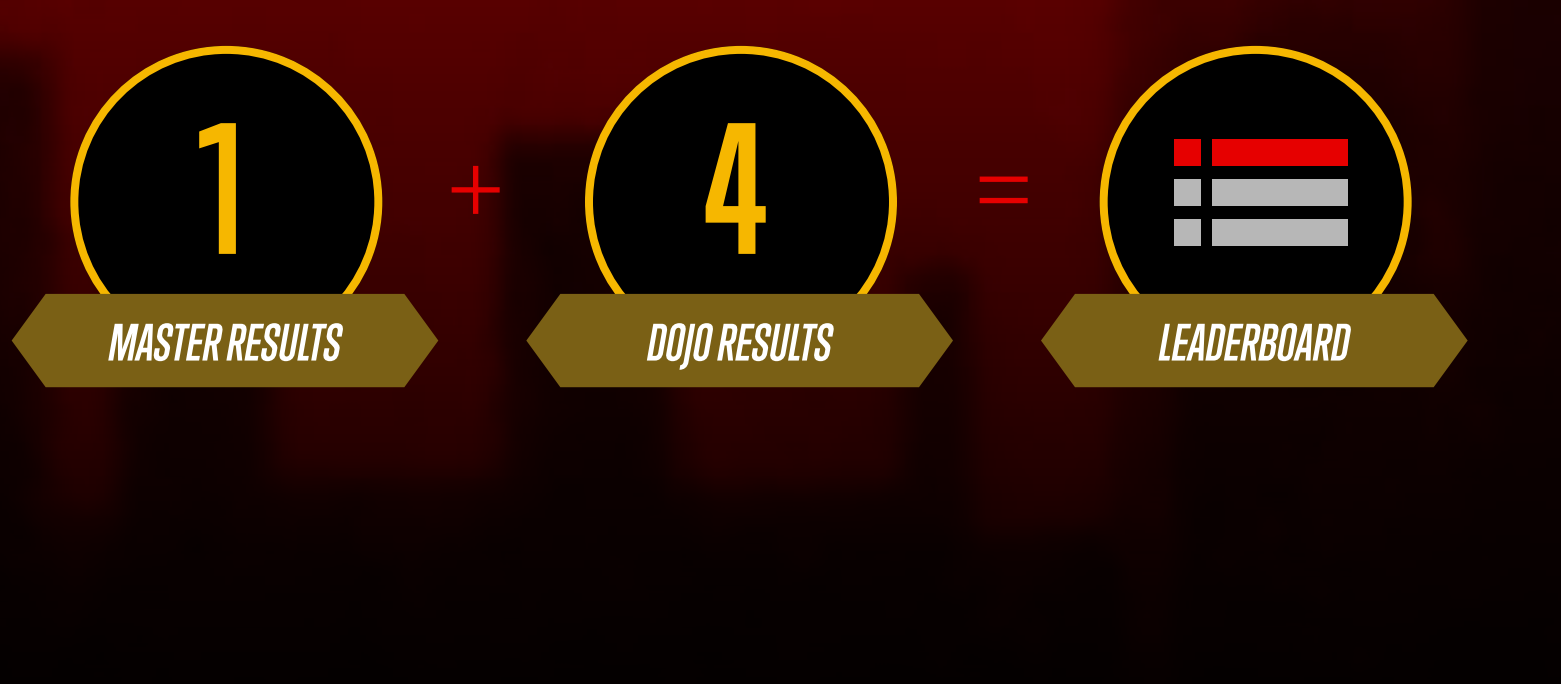 1 + 4 =
MASTER RESULTS
DOJO RESULTS
LEADERBOARD